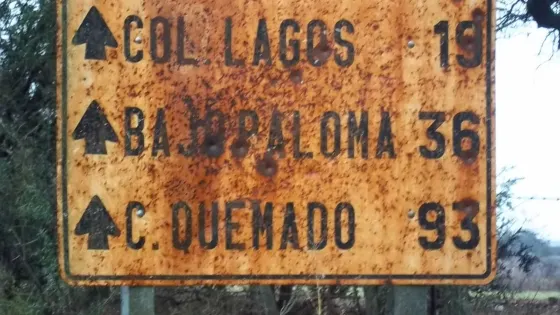 COL. LAGOS 19
BAJO PALOMA 36
C. QUEMADO 93